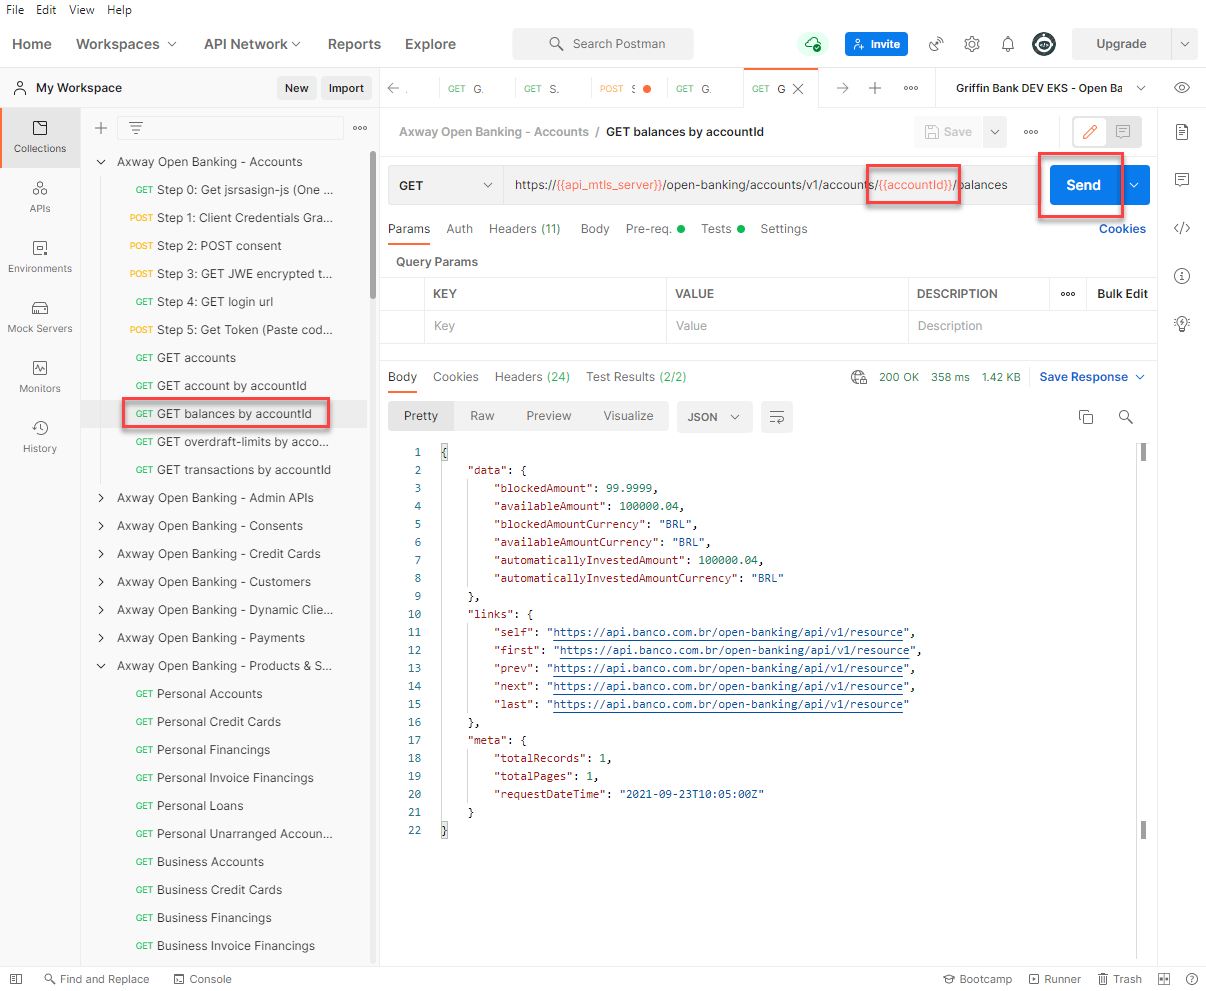 File Edit View Help
Home Workspaces API Network Reports Explore Search Postman Invite Upgrade
My Workspace New Import GET G. GET S. POST S GET G. GET G Griffin Bank DEV EKS - Open Ba
Collections
APIs
Environments
Mock Servers
Monitors
History
Axway Open Banking - Accounts
GET Step 0: Get jsrsasign-js (One ...
POST Step 1: Client Credentials Gra...
POST Step 2: POST consent
POST Step 3: GET JWE encrypted t...
GET Step 4: GET login url
POST Step 5: Get Token (Paste cod...
GET GET accounts
GET GET account by accountId
GET GET balances by accountId
GET GET overdraft-limits by acco...
GET GET transactions by accountId
Axway Open Banking - Admin APIs
Axway Open Banking - Consents
Axway Open Banking - Credit Cards
Axway Open Banking - Customers
Axway Open Banking - Dynamic Clie...
Axway Open Banking - Payments
Axway Open Banking - Products & S...
GET Personal Accounts
GET Personal Credit Cards
GET Personal Financings
GET Personal Invoice Financings
GET Personal Loans
GET Personal Unarranged Accoun...
GET Business Accounts
GET Business Credit Cards
GET Business Financings
GET Business Invoice Financings
Axway Open Banking - Accounts / GET balances by accountId Save
GET https://{{api_mtls_server}}/open-banking/accounts/v1/accounts/{{accountId}}/balances Send
Params Auth Headers (11) Body Pre-req. Tests Settings Cookies
Query Params
KEY VALUE DESCRIPTION Bulk Edit
Key Value Description
Body Cookies Headers (24) Test Results (2/2) 200 OK 358 ms 1.42 KB Save Response
Pretty Raw Preview Visualize JSON
1 {
2 "data": {
3 "blockedAmount": 99.9999,
4 "availableAmount": 100000.04,
5 "blockedAmountCurrency": "BRL",
6 "availableAmountCurrency": "BRL",
7 "automaticallyInvestedAmount": 100000.04,
8 "automaticallyInvestedAmountCurrency": "BRL"
9 },
10 "links": {
11 "self": "https://api.banco.com.br/open-banking/api/v1/resource",
12 "first": "https://api.banco.com.br/open-banking/api/v1/resource",
13 "prev": "https://api.banco.com.br/open-banking/api/v1/resource",
14 "next": "https://api.banco.com.br/open-banking/api/v1/resource",
15 "last": "https://api.banco.com.br/open-banking/api/v1/resource"
16 },
17 "meta": {
18 "totalRecords": 1,
19 "totalPages": 1,
20 "requestDateTime": "2021-09-23T10:05:00Z"
21 }
22 }
Find and Replace Console Bootcamp Runner Trash